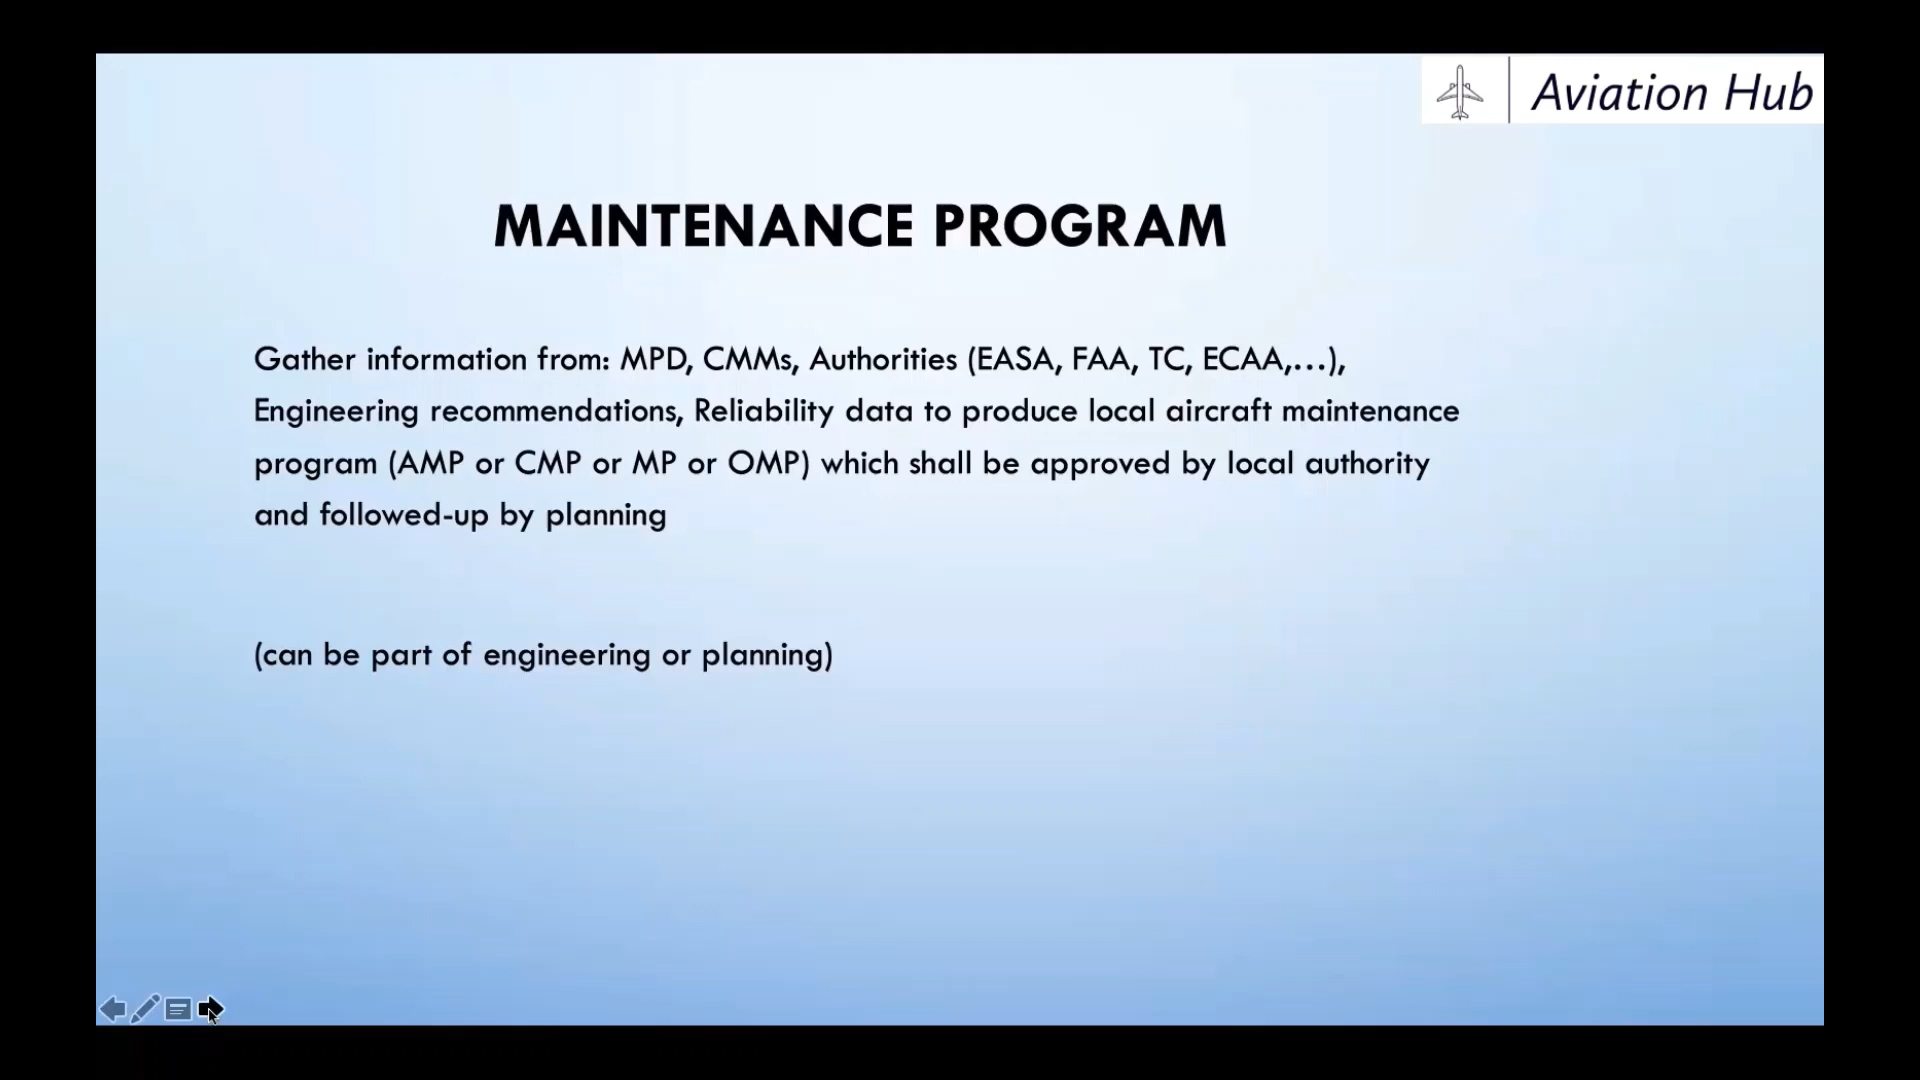 Aviation Hub
MAINTENANCE PROGRAM
Gather information from: MPD, CMMs, Authorities (EASA, FAA, TC, ECAA,...),
Engineering recommendations, Reliability data to produce local aircraft maintenance
program (AMP or CMP or MP or OMP) which shall be approved by local authority
and followed-up by planning
(can be part of engineering or planning)